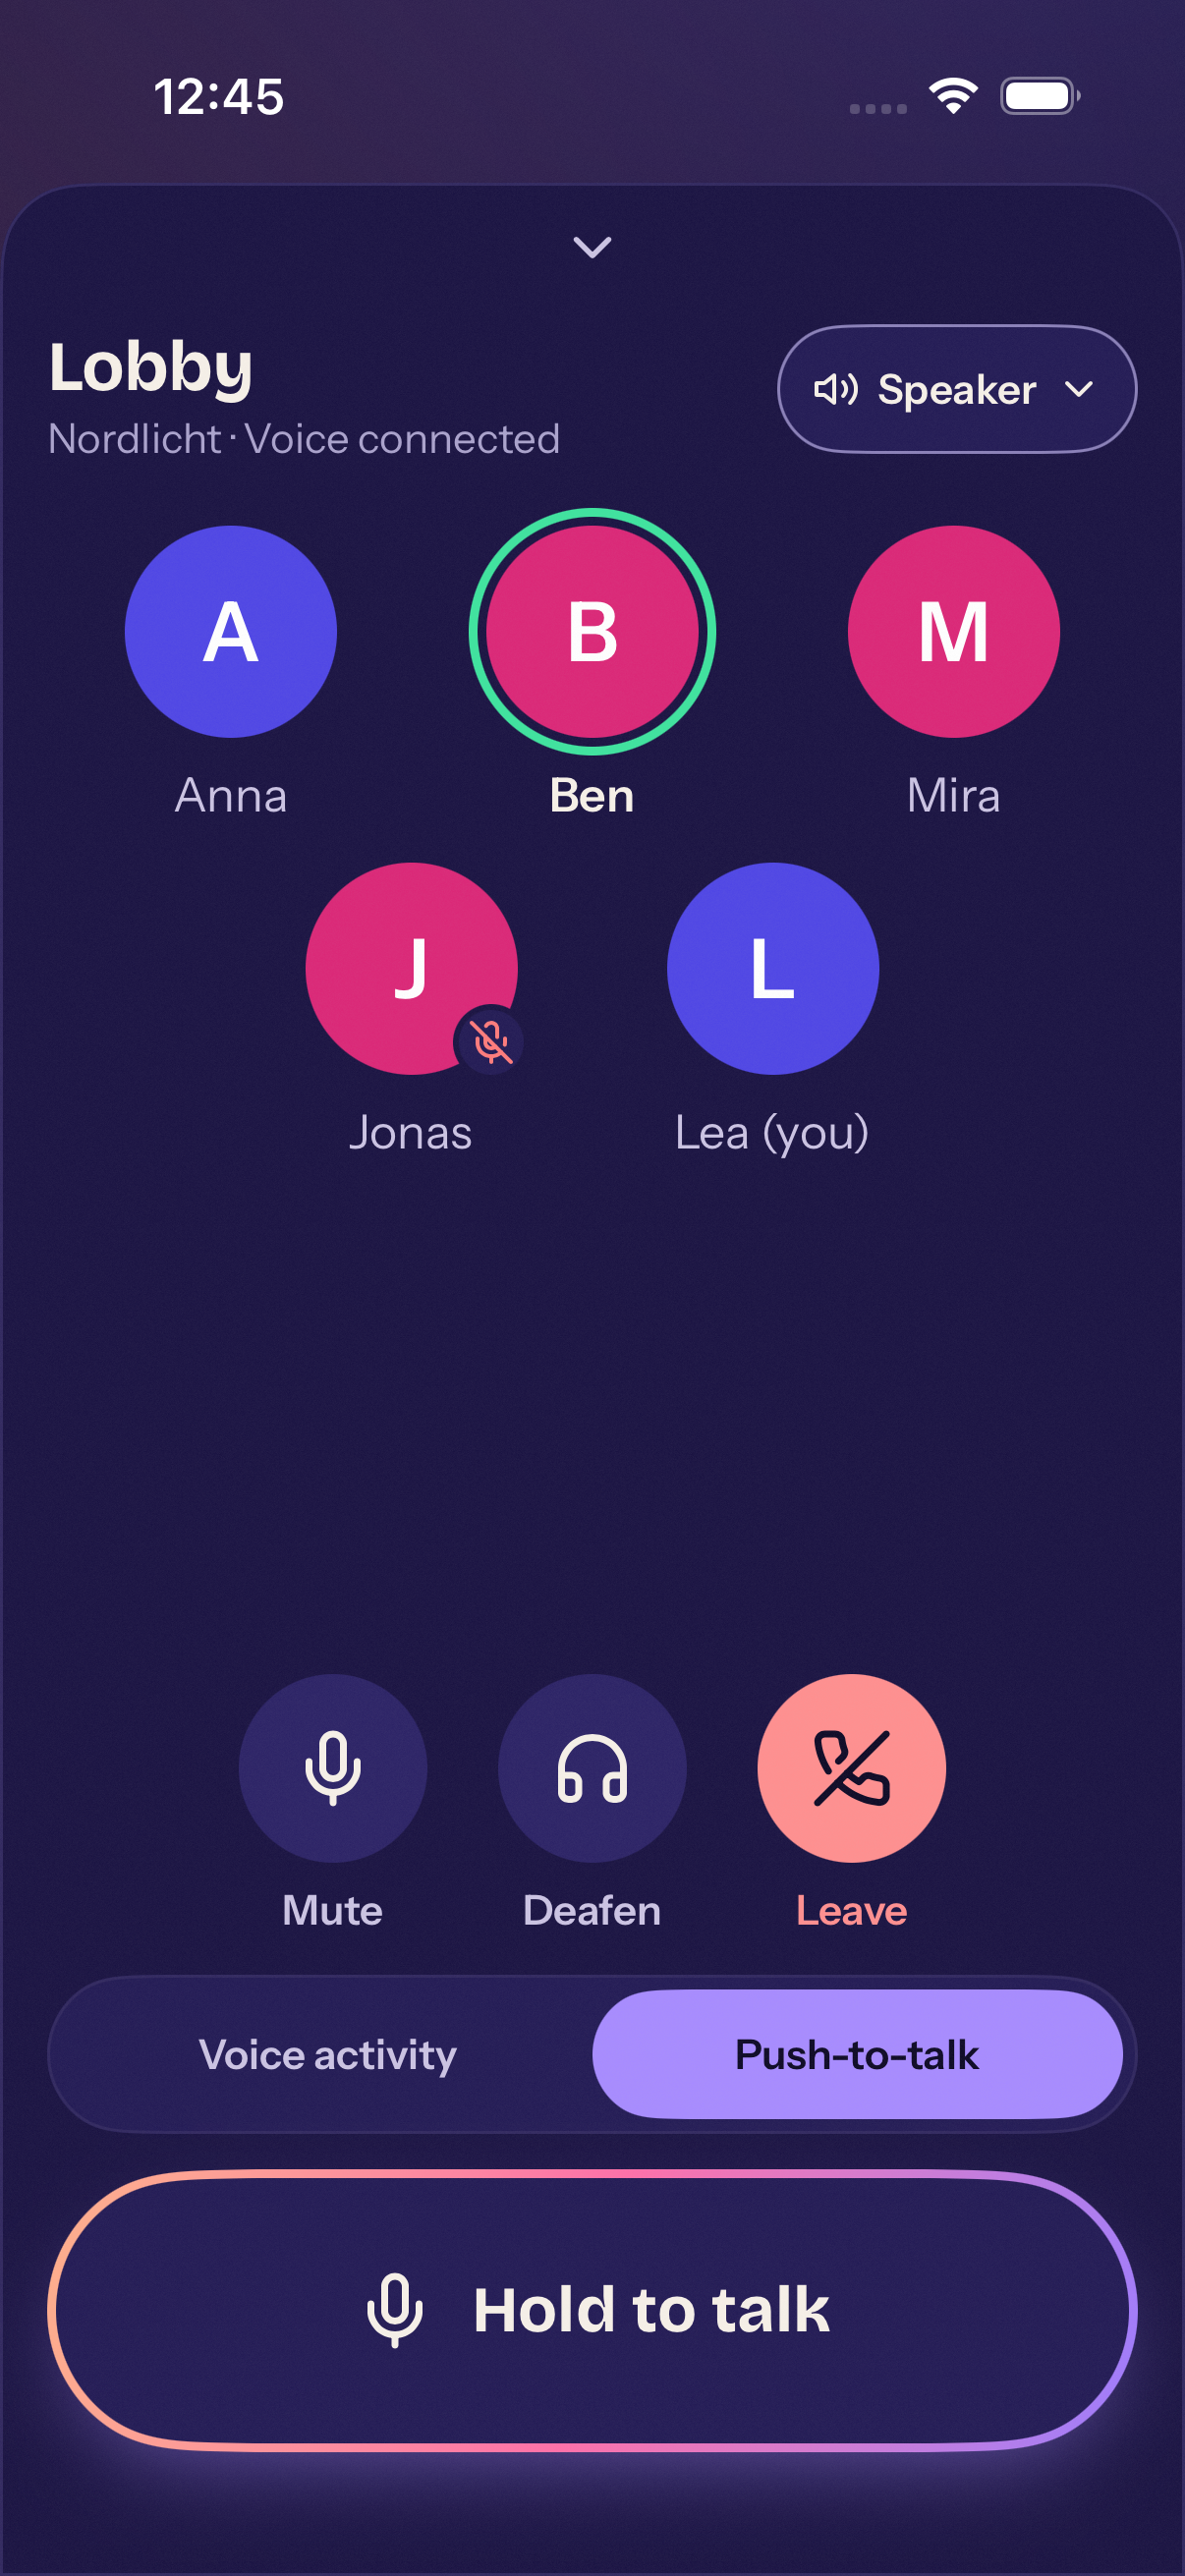 12:45
Lobby
Speaker
Nordlicht · Voice connected
A
B
M
Anna
Ben
Mira
J
L
Jonas
Lea (you)
Mute
Deafen
Leave
Voice activity
Push-to-talk
Hold to talk